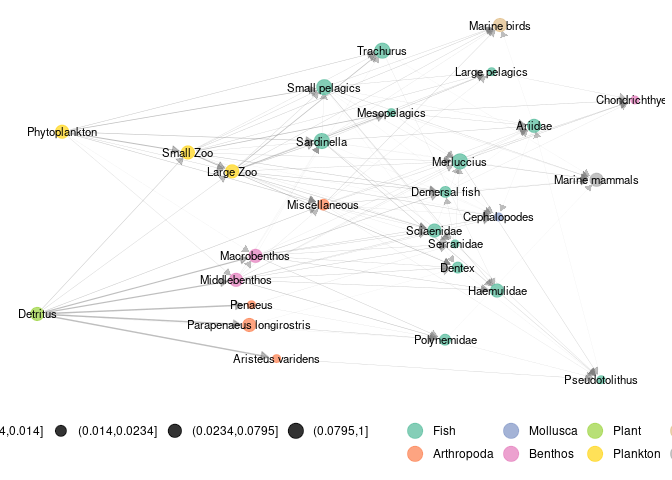 Marine birds
Trachurus
Large pelagics
Small pelagics
Chondrichthye
Mesopelagics
Phytoplankton
Ariidae
Sardinella
Small Zoo
Merluccius
Large Zoo
Marine mammals
Demersal fish
Miscellaneous
Cephalopodes
Sciaenidae
Serranidae
Macrobenthos
Dentex
Middlebenthos
Haemulidae
Penaeus
Detritus
Parapenaeus longirostris
Polynemidae
Aristeus varidens
Pseudotolithus
4,0.014] (0.014,0.0234] (0.0234,0.0795] (0.0795,1] Fish Mollusca Plant
Arthropoda Benthos Plankton